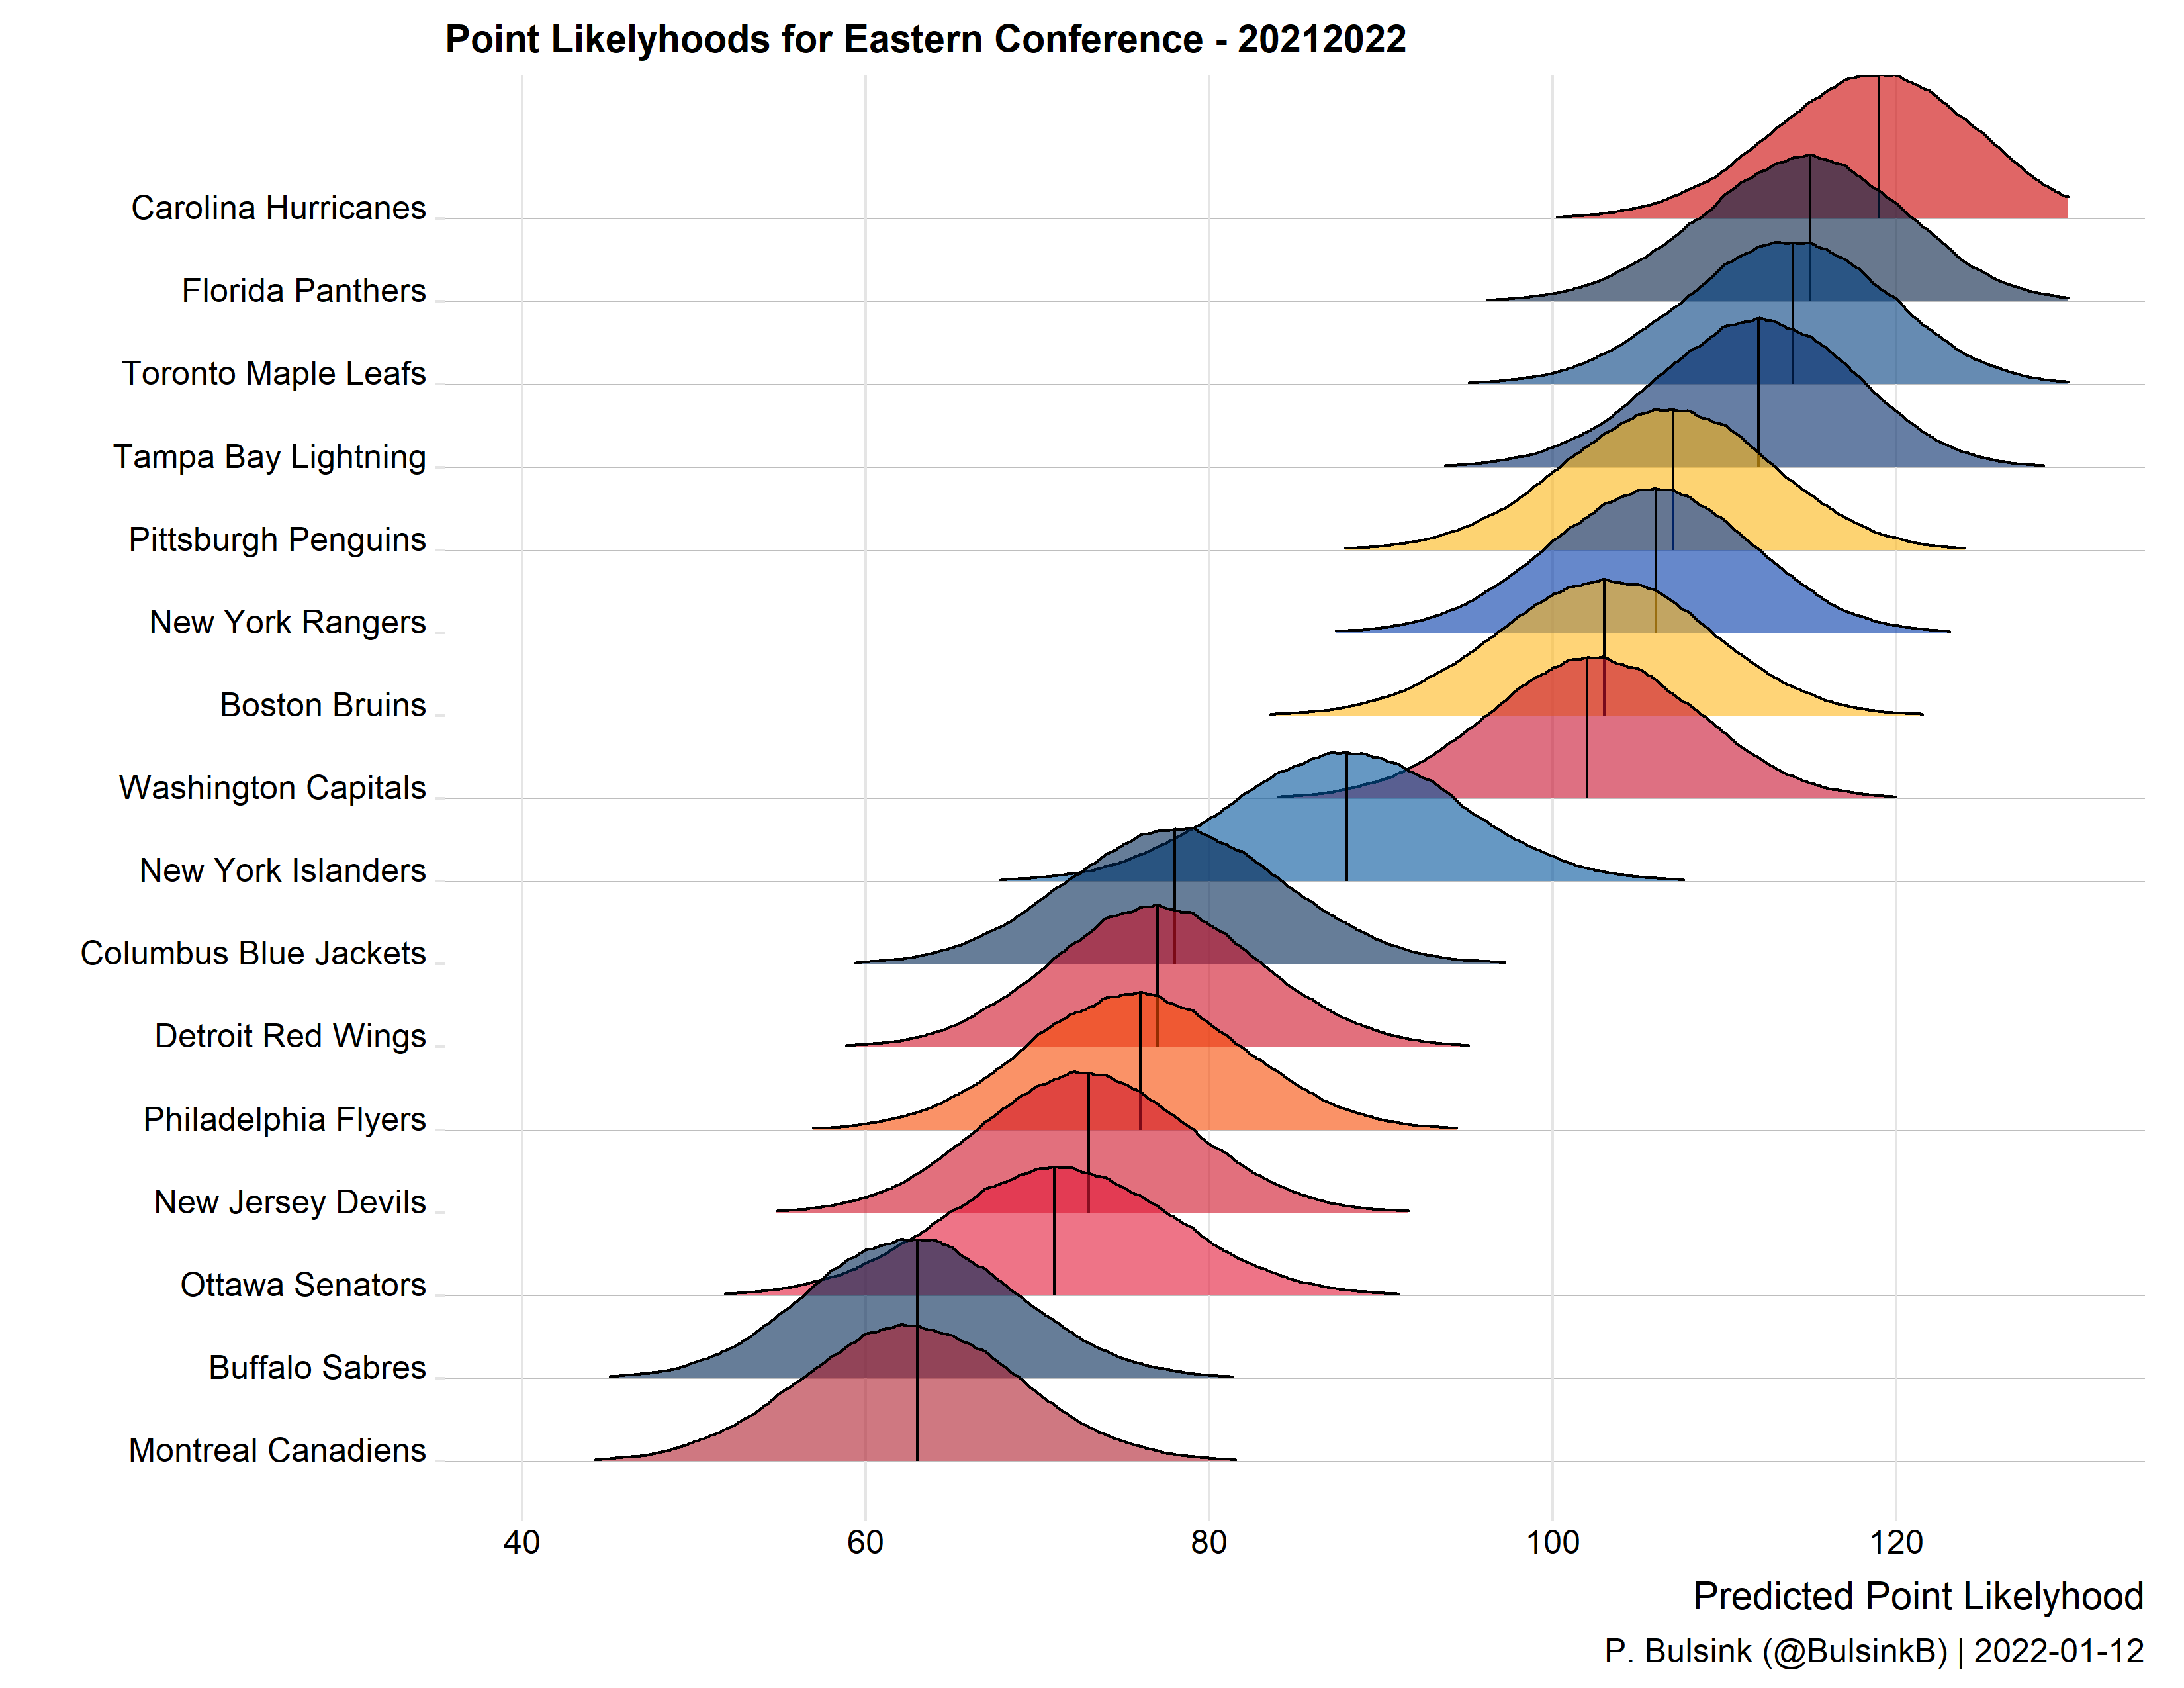 Point Likelyhoods for Eastern Conference - 20212022
Carolina Hurricanes
Florida Panthers
Toronto Maple Leafs
Tampa Bay Lightning
Pittsburgh Penguins
New York Rangers
Boston Bruins
Washington Capitals
New York Islanders
Columbus Blue Jackets
Detroit Red Wings
Philadelphia Flyers
New Jersey Devils
Ottawa Senators
Buffalo Sabres
Montreal Canadiens
40 60 80 100 120
Predicted Point Likelyhood
P. Bulsink (@BulsinkB) | 2022-01-12